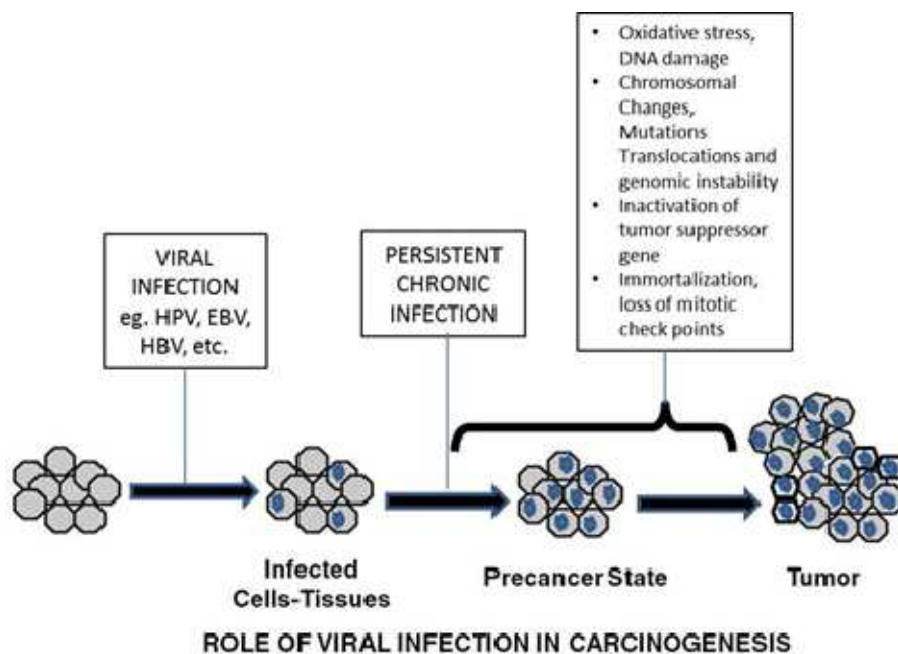 VIRAL
INFECTION
eg. HPV, EBV,
HBV, etc.
PERSISTENT
CHRONIC
INFECTION
• Oxidative stress,
DNA damage
• Chromosomal
Changes,
Mutations
Translocations and
genomic instability
• Inactivation of
tumor suppressor
gene
• Immortalization,
loss of mitotic
check points
Infected
Cells-Tissues
Precancer State
Tumor
ROLE OF VIRAL INFECTION IN CARCINOGENESIS